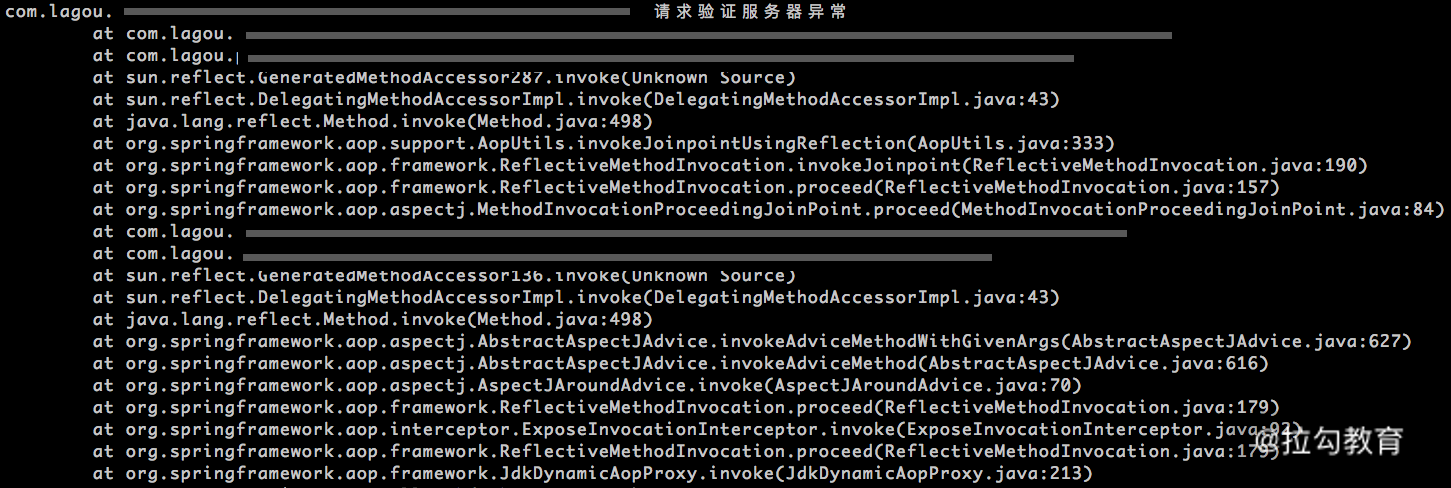 com.lagou. 请求验证服务器异常
at com.lagou.
at com.lagou.
at sun.reflect.GeneratedMethodAccessor287.invoke(Unknown Source)
at sun.reflect.DelegatingMethodAccessorImpl.invoke(DelegatingMethodAccessorImpl.java:43)
at java.lang.reflect.Method.invoke(Method.java:498)
at org.springframework.aop.support.AopUtils.invokeJoinpointUsingReflection(AopUtils.java:333)
at org.springframework.aop.framework.ReflectiveMethodInvocation.invokeJoinpoint(ReflectiveMethodInvocation.java:190)
at org.springframework.aop.framework.ReflectiveMethodInvocation.proceed(ReflectiveMethodInvocation.java:157)
at org.springframework.aop.aspectj.MethodInvocationProceedingJoinPoint.proceed(MethodInvocationProceedingJoinPoint.java:84)
at com.lagou.
at com.lagou.
at sun.reflect.GeneratedMethodAccessor136.invoke(Unknown Source)
at sun.reflect.DelegatingMethodAccessorImpl.invoke(DelegatingMethodAccessorImpl.java:43)
at java.lang.reflect.Method.invoke(Method.java:498)
at org.springframework.aop.aspectj.AbstractAspectJAdvice.invokeAdviceMethodWithGivenArgs(AbstractAspectJAdvice.java:627)
at org.springframework.aop.aspectj.AbstractAspectJAdvice.invokeAdviceMethod(AbstractAspectJAdvice.java:616)
at org.springframework.aop.aspectj.AspectJAroundAdvice.invoke(AspectJAroundAdvice.java:70)
at org.springframework.aop.framework.ReflectiveMethodInvocation.proceed(ReflectiveMethodInvocation.java:179)
at org.springframework.aop.interceptor.ExposeInvocationInterceptor.invoke(ExposeInvocationInterceptor.java:92)
at org.springframework.aop.framework.ReflectiveMethodInvocation.proceed(ReflectiveMethodInvocation.java:179)
at org.springframework.aop.framework.JdkDynamicAopProxy.invoke(JdkDynamicAopProxy.java:213)
@拉勾教育